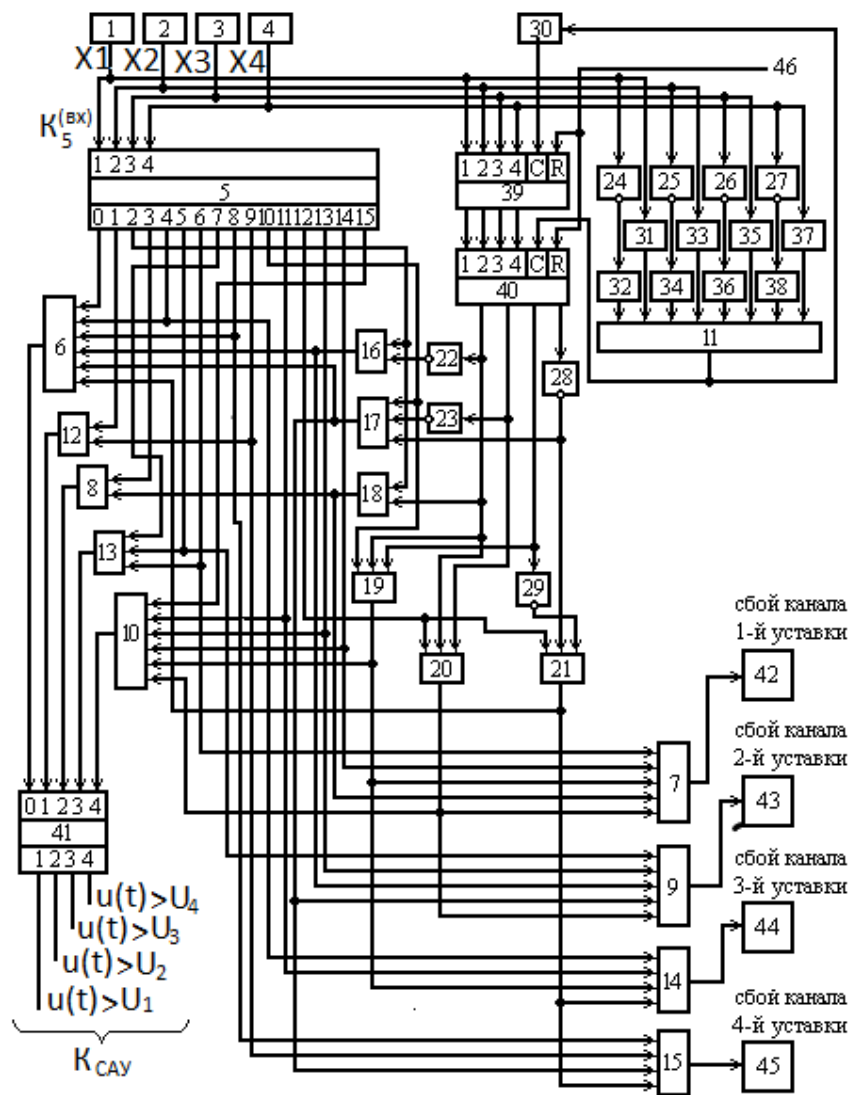 1 2 3 4 30
X1 X2 X3 X4
46
K₅⁽ᵇˣ⁾
1 2 3 4
5
0 1 2 3 4 5 6 7 8 9 10 11 12 13 14 15
1 2 3 4 C R
39
1 2 3 4 C R
40
24 25 26 27
31 33 35 37
32 34 36 38
11
6
16
22
28
12
17
23
8
18
13
19
29
10
20
21
сбой канала
1-й уставки
42
сбой канала
2-й уставки
7
43
сбой канала
3-й уставки
9
44
14
сбой канала
4-й уставки
15
45
0 1 2 3 4
41
1 2 3 4
u(t)>U₄
u(t)>U₃
u(t)>U₂
u(t)>U₁
K_САУ